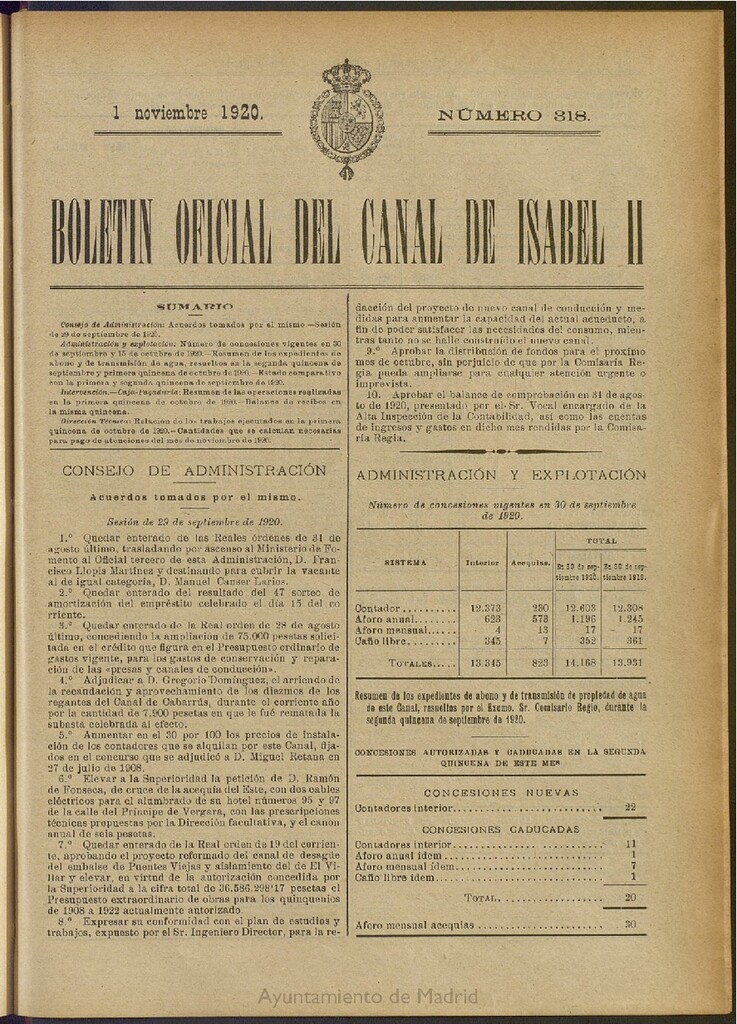 1 noviembre 1920.
NÚMERO 318.
BOLETIN OFICIAL DEL CANAL DE ISABEL II
SUMARIO
Consejo de Administración: Acuerdos tomados por el mismo.—Sesión
de 29 de septiembre de 1920.
Administración y explotación: Número de concesiones vigentes en 30
de septiembre y 15 de octubre de 1920.—Resumen de los expedientes de
abono y de transmisión de agua, resueltos en la segunda quincena de
septiembre y primera quincena de octubre de 1920.—Estado comparativo
con la primera y segunda quincena de septiembre de 1920.
Intervención.—Caja-Pagaduría: Resumen de las operaciones realizadas
en la primera quincena de octubre de 1920.—Balance de recibos en
la misma quincena.
Dirección Técnica: Relación de los trabajos ejecutados en la primera
quincena de octubre de 1920.—Cantidades que se calculan necesarias
para pago de atenciones del mes de noviembre de 1920.
CONSEJO DE ADMINISTRACIÓN
Acuerdos tomados por el mismo.
Sesión de 29 de septiembre de 1920.
1.º Quedar enterado de las Reales órdenes de 31 de
agosto último, trasladando por ascenso al Ministerio de Fo-
mento al Oficial tercero de esta Administración, D. Fran-
cisco Llopis Martínez y destinando para cubrir la vacante
al de igual categoría, D. Manuel Canser Larios.
2.º Quedar enterado del resultado del 47 sorteo de
amortización del empréstito celebrado el día 15 del co
rriente.
3.º Quedar enterado de la Real orden de 28 de agosto
último, concediendo la ampliación de 75.000 pesetas solici-
tada en el crédito que figura en el Presupuesto ordinario de
gastos vigente, para los gastos de conservación y repara-
ción de las «presas y canales de conducción».
4.º Adjudicar a D. Gregorio Domínguez, el arriendo de
la recaudación y aprovechamiento de los diezmos de los
regantes del Canal de Cabarrús, durante el corriente año
por la cantidad de 7.900 pesetas en que le fué rematada la
subasta celebrada al efecto.
5.º Aumentar en el 30 por 100 los precios de instala-
ción de los contadores que se alquilan por este Canal, fija-
dos en el concurso que se adjudicó a D. Miguel Retana en
27 de julio de 1908.
6.º Elevar a la Superioridad la petición de D. Ramón
de Fonseca, de cruce de la acequia del Este, con dos cables
eléctricos para el alumbrado de su hotel números 95 y 97
de la calle del Príncipe de Vergara, con las prescripciones
técnicas propuestas por la Dirección facultativa, y el canon
anual de seis pesetas.
7.º Quedar enterado de la Real orden de 19 del corrien-
te, aprobando el proyecto reformado del canal de desagüe
del embalse de Puentes Viejas y aislamiento del de El Vi-
llar y elevar, en virtud de la autorización concedida por
la Superioridad a la cifra total de 36.586.298'17 pesetas el
Presupuesto extraordinario de obras para los quinquenios
de 1908 a 1922 actualmente autorizado.
8.º Expresar su conformidad con el plan de estudios y
trabajos, expuesto por el Sr. Ingeniero Director, para la re-
dacción del proyecto de nuevo canal de conducción y me-
didas para aumentar la capacidad del actual acueducto, a
fin de poder satisfacer las necesidades del consumo, mien-
tras tanto no se halle construido el nuevo canal.
9.º Aprobar la distribución de fondos para el próximo
mes de octubre, sin perjuicio de que por la Comisaría Re-
gia pueda ampliarse para cualquier atención urgente o
imprevista.
10. Aprobar el balance de comprobación en 31 de agos-
to de 1920, presentado por el Sr. Vocal encargado de la
Alta Inspección de la Contabilidad, así como las cuentas
de ingresos y gastos en dicho mes rendidas por la Comisa-
ría Regia.
ADMINISTRACIÓN Y EXPLOTACIÓN
Número de concesiones vigentes en 30 de septiembre
de 1920.
SISTEMA Interior Acequias. TOTAL
En 30 de sep-
tiembre 1920. En 30 de sep-
tiembre 1919.
Contador.......... 12.373 230 12.603 12.308
Aforo anual....... 623 573 1.196 1.245
Aforo mensual..... 4 13 17 17
Caño libre........ 345 7 352 361
TOTALES..... 13.345 823 14.168 13.931
Resumen de los expedientes de abono y de transmisión de propiedad de agua
de este Canal, resueltos por el Excmo. Sr. Comisario Regio, durante la
segunda quincena de septiembre de 1920.
CONCESIONES AUTORIZADAS Y CADUCADAS EN LA SEGUNDA
QUINCENA DE ESTE MES
CONCESIONES NUEVAS
Contadores interior.......................... 22
CONCESIONES CADUCADAS
Contadores interior.......................... 11
Aforo anual ídem............................. 1
Aforo mensual ídem........................... 7
Caño libre ídem.............................. 1
TOTAL................... 20
Aforo mensual acequias ...................... 30
Ayuntamiento de Madrid